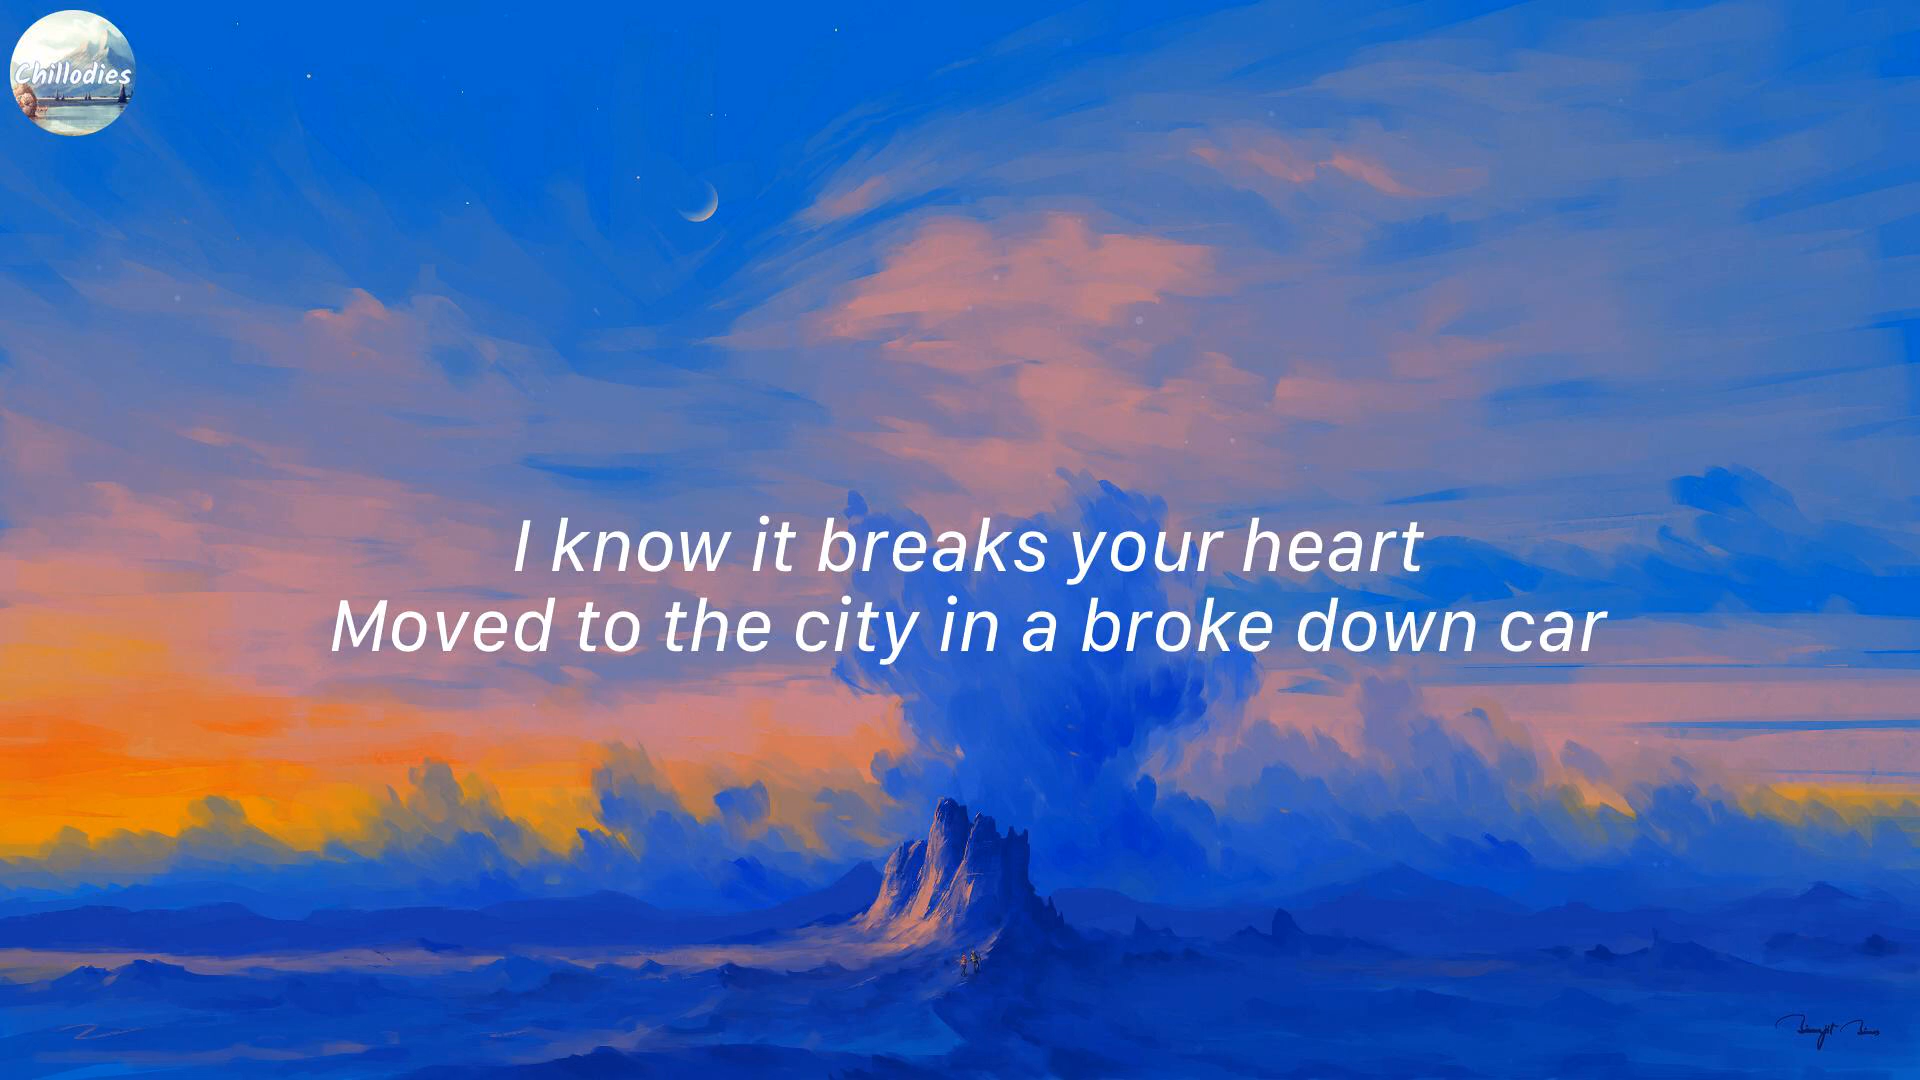 Chillodies
I know it breaks your heart
Moved to the city in a broke down car